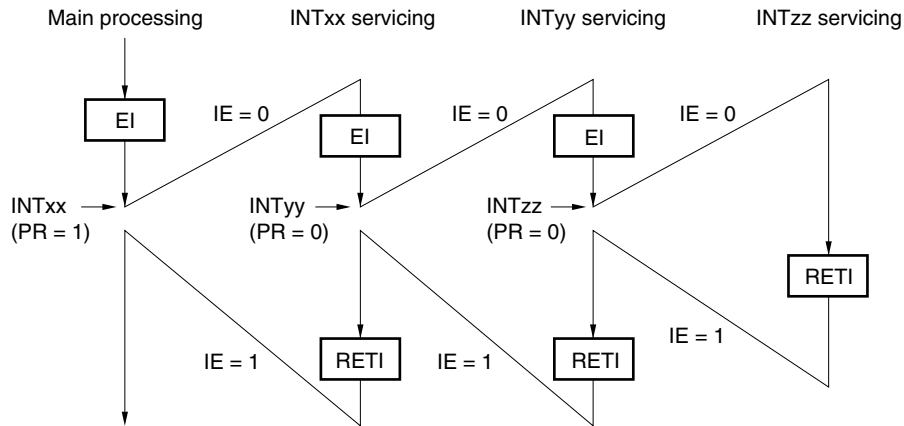 Main processing
INTxx servicing
INTyy servicing
INTzz servicing
EI
IE = 0
EI
IE = 0
EI
IE = 0
INTxx
(PR = 1)
INTyy
(PR = 0)
INTzz
(PR = 0)
RETI
IE = 1
RETI
IE = 1
RETI
IE = 1